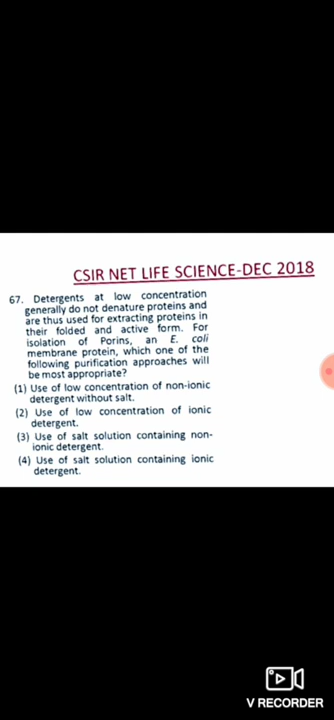 CSIR NET LIFE SCIENCE-DEC 2018
67. Detergents at low concentration
generally do not denature proteins and
are thus used for extracting proteins in
their folded and active form. For
isolation of Porins, an E. coli
membrane protein, which one of the
following purification approaches will
be most appropriate?
(1) Use of low concentration of non-ionic
detergent without salt.
(2) Use of low concentration of ionic
detergent.
(3) Use of salt solution containing non-
ionic detergent.
(4) Use of salt solution containing ionic
detergent.
V RECORDER